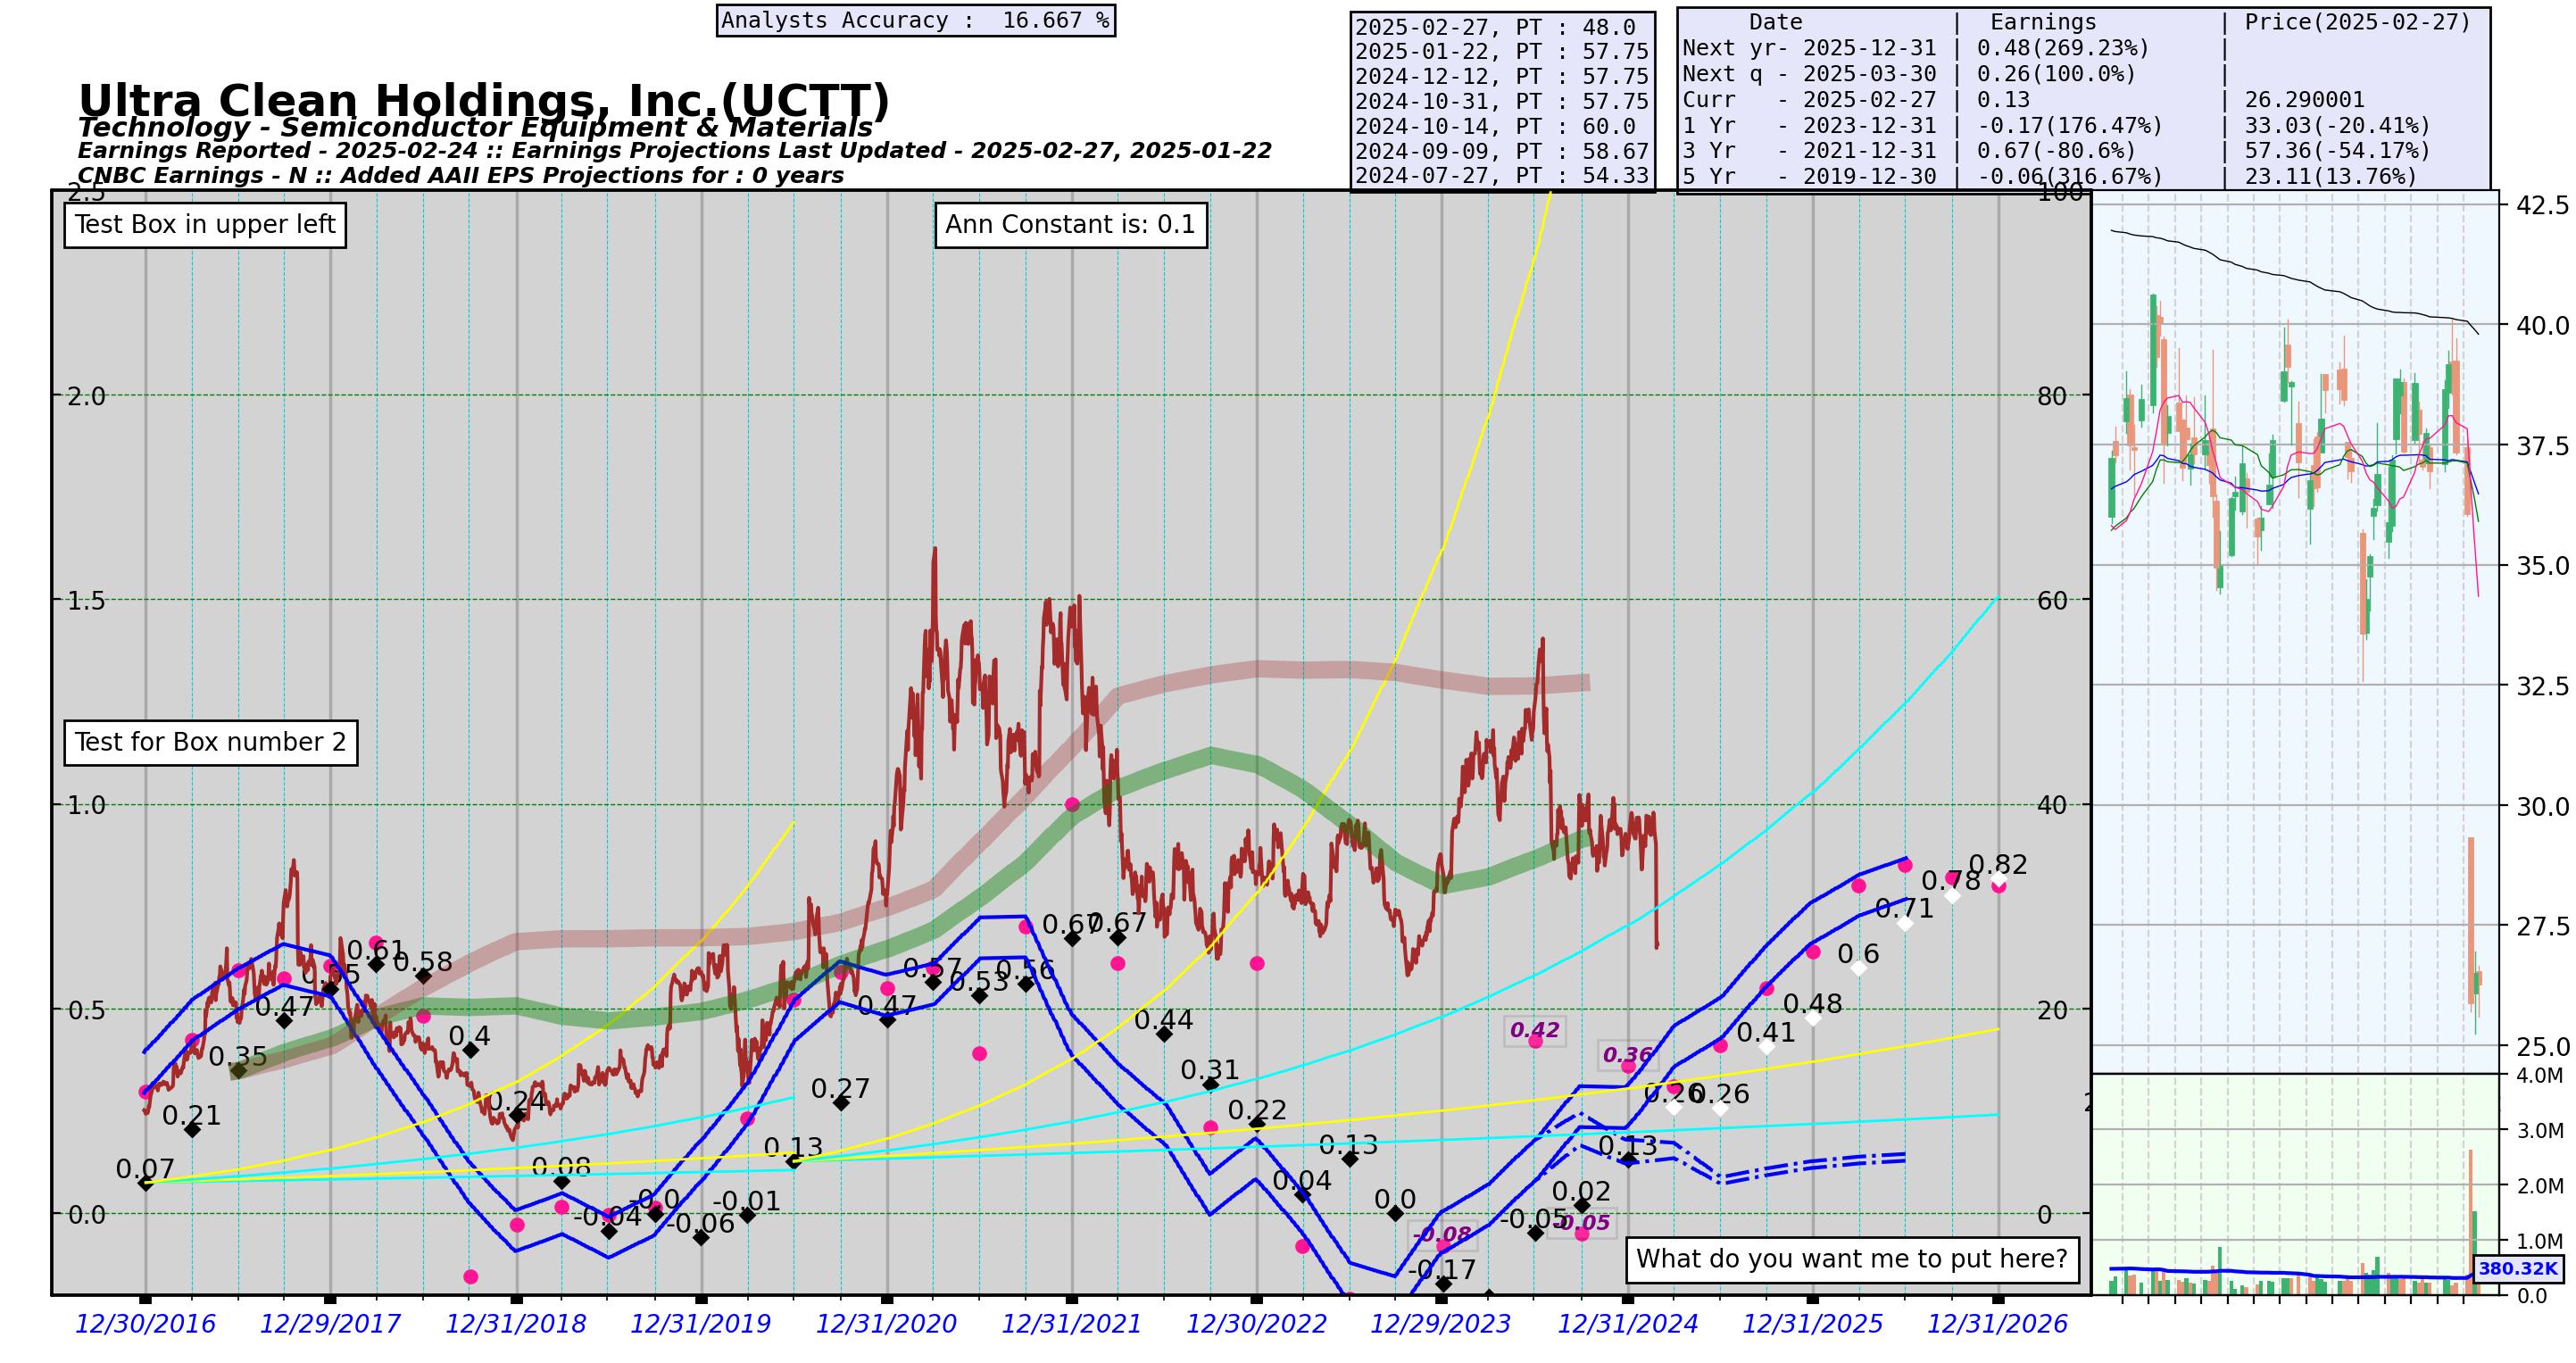 Analysts Accuracy :  16.667 %
2025-02-27, PT : 48.0
2025-01-22, PT : 57.75
2024-12-12, PT : 57.75
2024-10-31, PT : 57.75
2024-10-14, PT : 60.0
2024-09-09, PT : 58.67
2024-07-27, PT : 54.33
Date | Earnings | Price(2025-02-27)
Next yr- 2025-12-31 | 0.48(269.23%) |
Next q - 2025-03-30 | 0.26(100.0%) |
Curr - 2025-02-27 | 0.13 | 26.290001
1 Yr - 2023-12-31 | -0.17(176.47%) | 33.03(-20.41%)
3 Yr - 2021-12-31 | 0.67(-80.6%) | 57.36(-54.17%)
5 Yr - 2019-12-30 | -0.06(316.67%) | 23.11(13.76%)
Ultra Clean Holdings, Inc.(UCTT)
Technology - Semiconductor Equipment & Materials
Earnings Reported - 2025-02-24 :: Earnings Projections Last Updated - 2025-02-27, 2025-01-22
CNBC Earnings - N :: Added AAII EPS Projections for : 0 years
Test Box in upper left
Ann Constant is: 0.1
Test for Box number 2
What do you want me to put here?
2.5
2.0
1.5
1.0
0.5
0.0
100
80
60
40
20
0
42.5
40.0
37.5
35.0
32.5
30.0
27.5
25.0
4.0M
3.0M
2.0M
1.0M
0.0
380.32K
0.07
0.21
0.35
0.47
0.61
0.58
0.4
0.24
0.08
-0.04
-0.0
-0.06
-0.01
0.13
0.27
0.47
0.57
0.53
0.56
0.67
0.67
0.44
0.31
0.22
0.04
0.13
0.0
-0.08
-0.17
-0.05
0.42
0.02
-0.05
0.36
0.13
0.26
0.26
0.41
0.48
0.6
0.71
0.78
0.82
12/30/2016
12/29/2017
12/31/2018
12/31/2019
12/31/2020
12/31/2021
12/30/2022
12/29/2023
12/31/2024
12/31/2025
12/31/2026